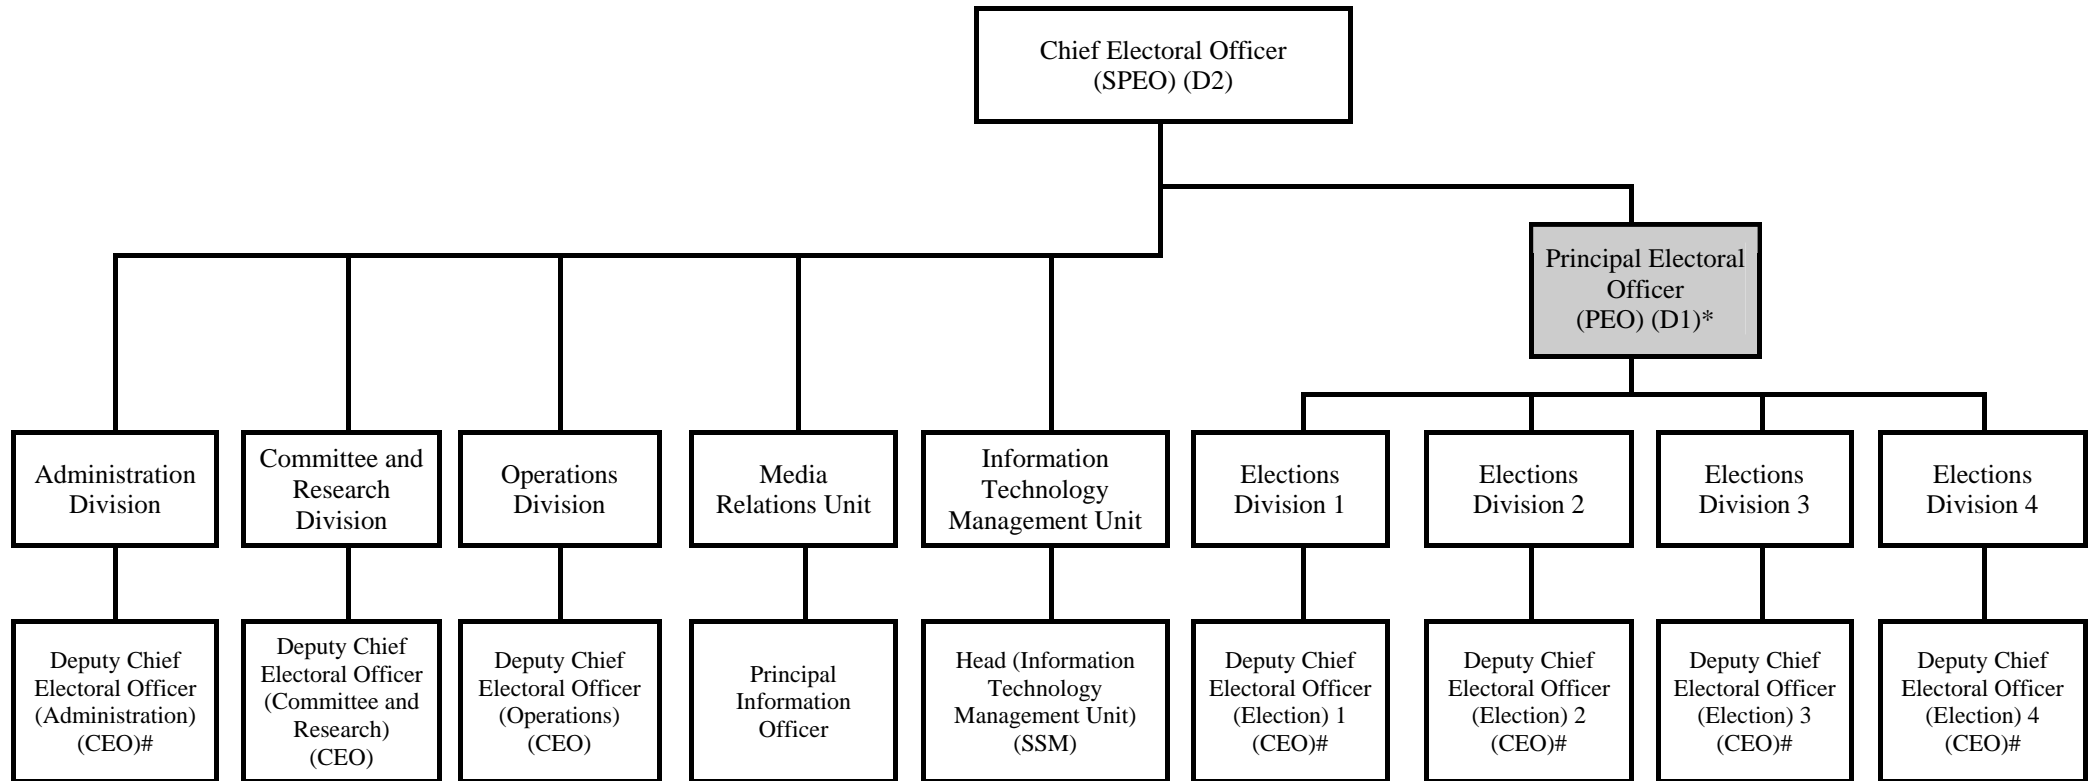 Chief Electoral Officer
(SPEO) (D2)
Principal Electoral
Officer
(PEO) (D1)*
Administration
Division
Committee and
Research
Division
Operations
Division
Media
Relations Unit
Information
Technology
Management Unit
Elections
Division 1
Elections
Division 2
Elections
Division 3
Elections
Division 4
Deputy Chief
Electoral Officer
(Administration)
(CEO)#
Deputy Chief
Electoral Officer
(Committee and
Research)
(CEO)
Deputy Chief
Electoral Officer
(Operations)
(CEO)
Principal
Information
Officer
Head (Information
Technology
Management Unit)
(SSM)
Deputy Chief
Electoral Officer
(Election) 1
(CEO)#
Deputy Chief
Electoral Officer
(Election) 2
(CEO)#
Deputy Chief
Electoral Officer
(Election) 3
(CEO)#
Deputy Chief
Electoral Officer
(Election) 4
(CEO)#